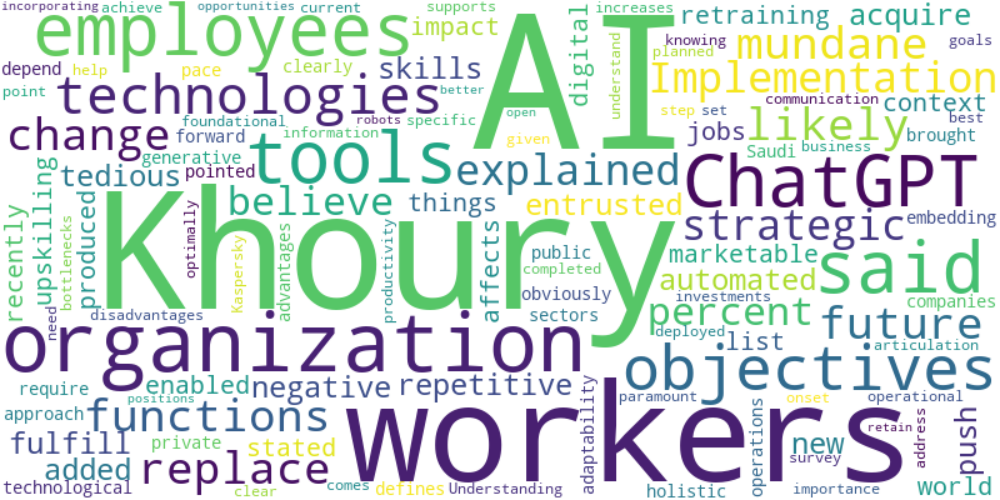 incorporating
achieve
opportunities
current
supports
increases
employees
impact
AI
digital
understand
retraining
acquire
knowing
goals
planned
mundane
depend
help
pace
clearly
skills
Implementation
point
technologies
better
communication
context
step
set
best
foundational
robots
specific
open
jobs
likely
brought
change
forward
information
given
Saudi
business
generative
tools
explained
ChatGPT
tedious
pointed
recently
upskilling
believe
things
entrusted
strategic
embedding
bottlenecks
produced
optimally
Khoury
Kaspersky
advantages
productivity
affects
public
completed
obviously
sectors
marketable
automated
said
investments
companies
need
disadvantages
percent
future
organization
deployed
list
articulation
objectives
require
enabled
negative
repetitive
positions
adaptability
paramount
onset
operational
approach
functions
workers
operations
retain
address
push
fulfill
private
stated
new
survey
added
replace
world
technological
clear
comes
defines
Understanding
holistic
importance